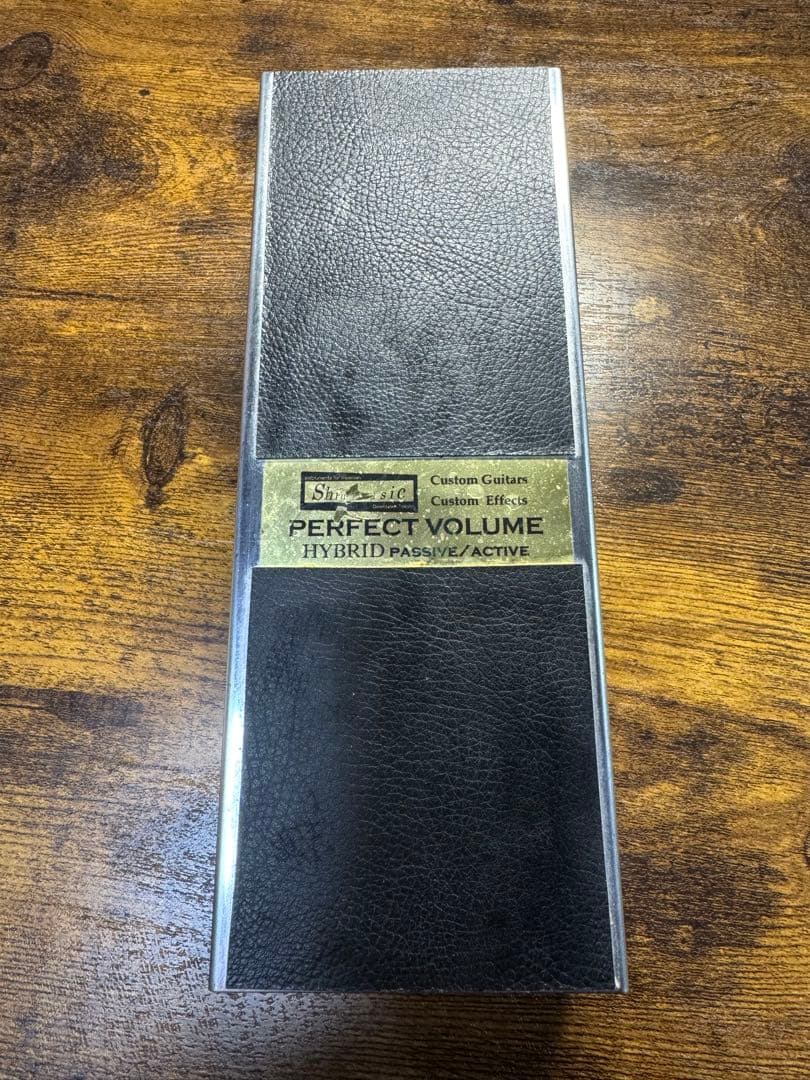 Custom Guitars
Custom Effects
PERFECT VOLUME
HYBRID PASSIVE/ACTIVE